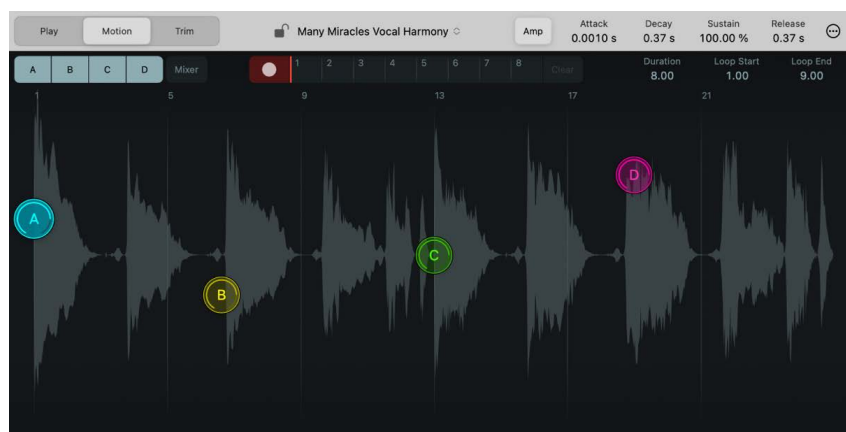 Play Motion Trim Many Miracles Vocal Harmony Amp Attack Decay Sustain Release
0.0010 s 0.37 s 100.00 % 0.37 s
A B C D Mixer 1 2 3 4 5 6 7 8 Clear Duration Loop Start Loop End
8.00 1.00 9.00
1 5 9 13 17 21
D
A
C
B